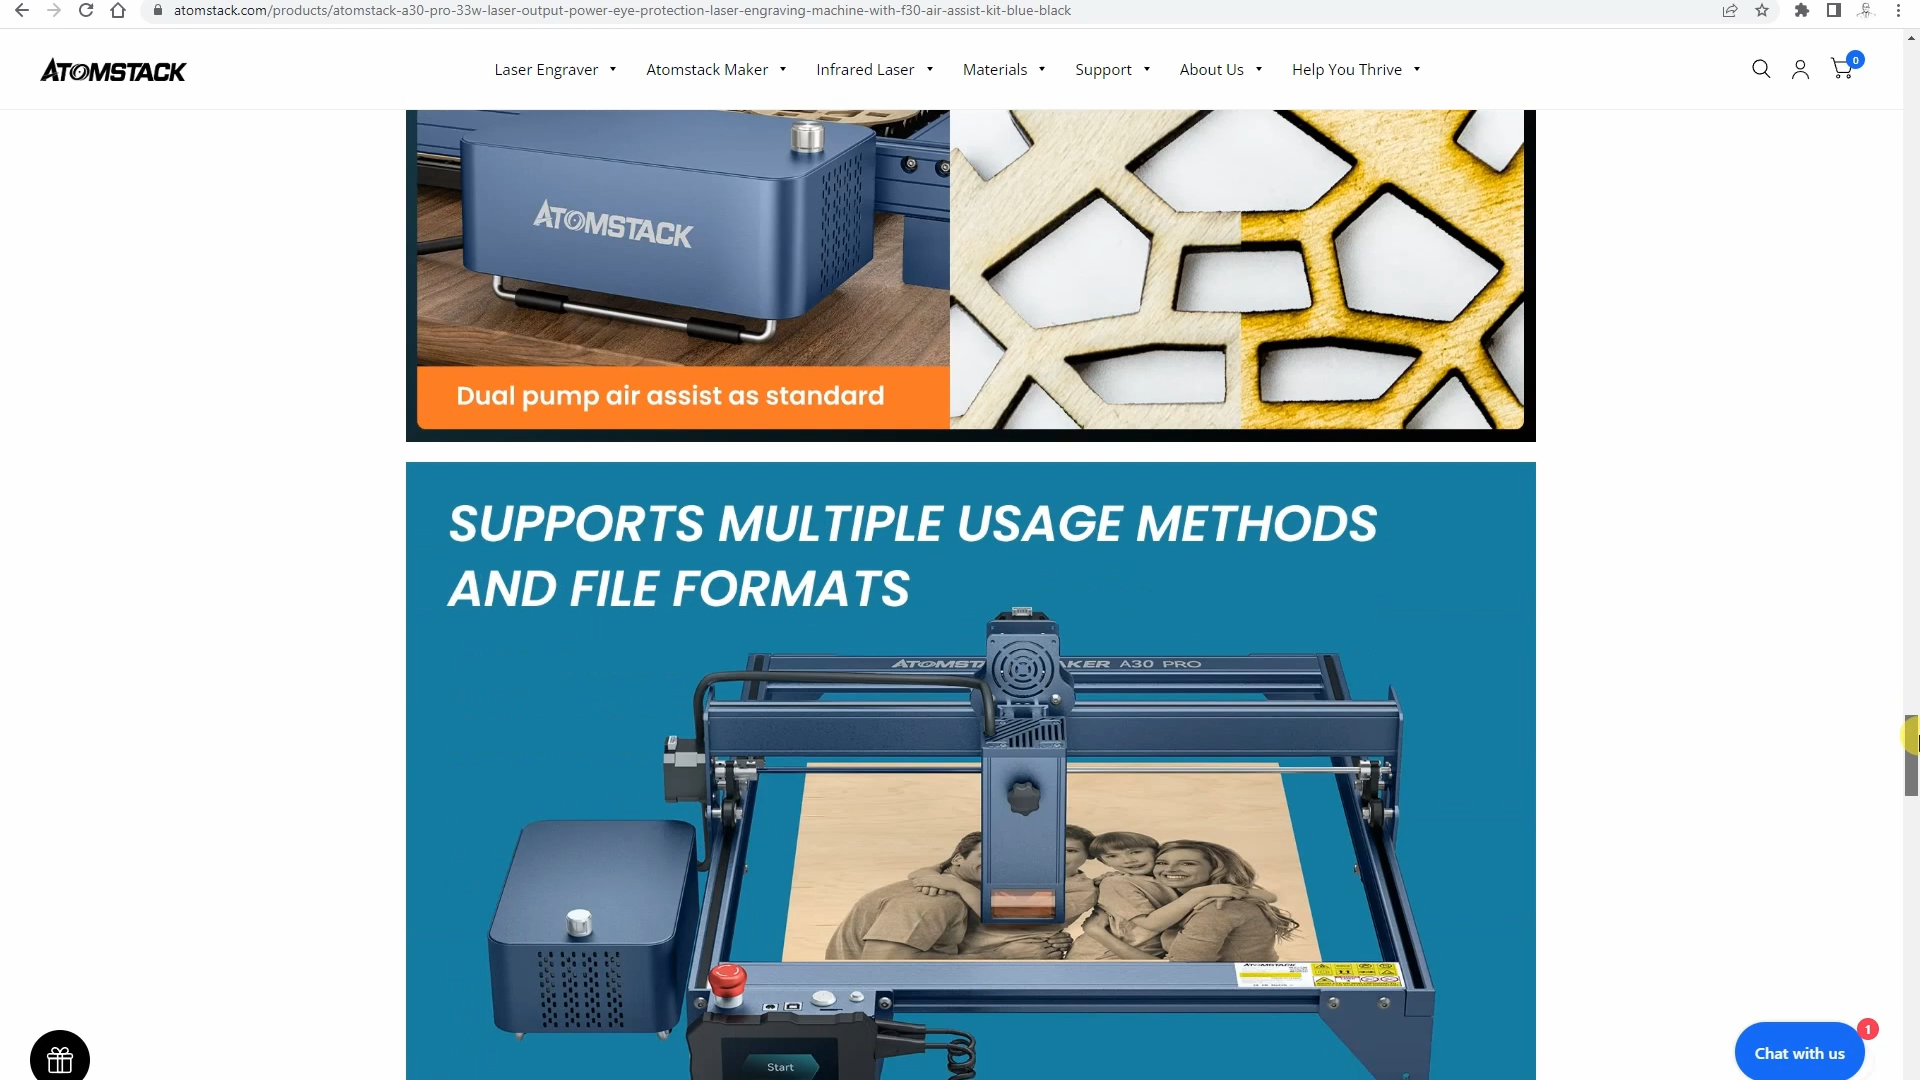 atomstack.com/products/atomstack-a30-pro-33w-laser-output-power-eye-protection-laser-engraving-machine-with-f30-air-assist-kit-blue-black
ATOMSTACK
Laser Engraver
Atomstack Maker
Infrared Laser
Materials
Support
About Us
Help You Thrive
0
ATOMSTACK
Dual pump air assist as standard
SUPPORTS MULTIPLE USAGE METHODS
AND FILE FORMATS
A30 PRO
Start
1
Chat with us